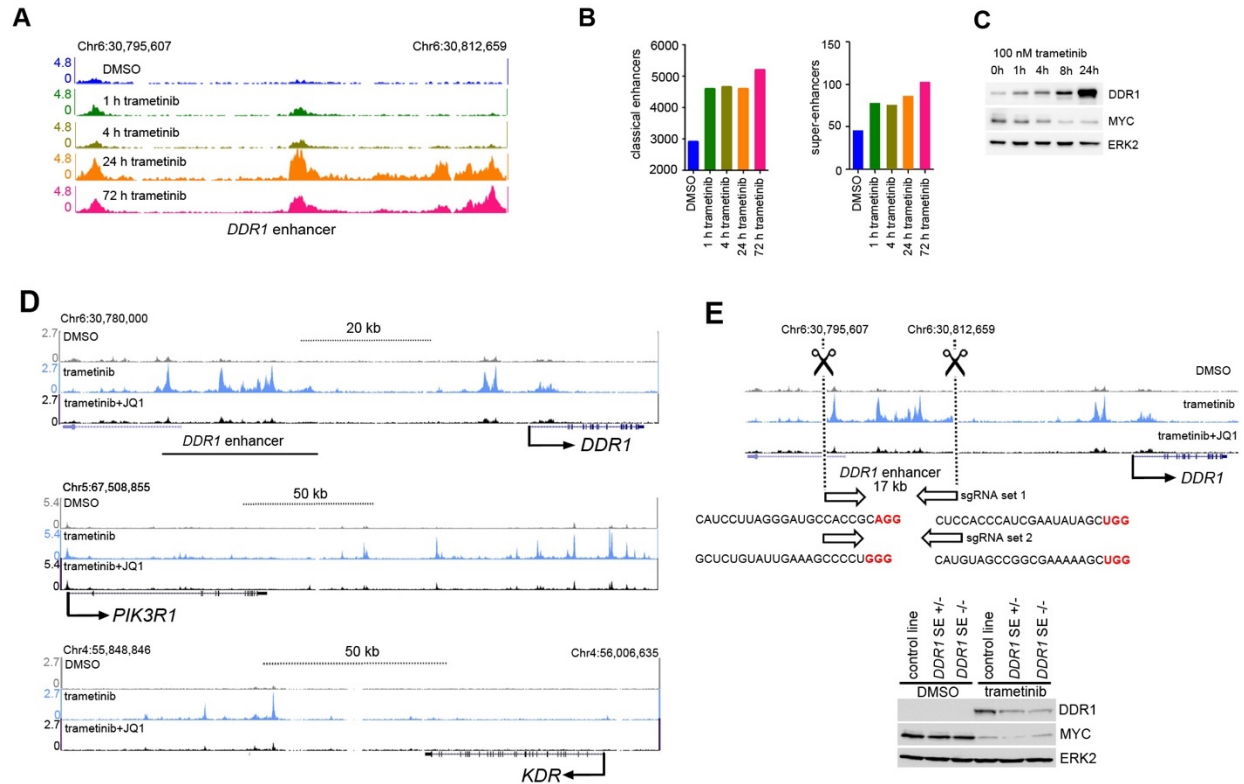 A
Chr6:30,795,607 Chr6:30,812,659
4.8
0
DMSO
4.8
0
1 h trametinib
4.8
0
4 h trametinib
4.8
0
24 h trametinib
4.8
0
72 h trametinib
DDR1 enhancer
B
classical enhancers
6000
5000
4000
3000
2000
DMSO
1 h trametinib
4 h trametinib
24 h trametinib
72 h trametinib
super-enhancers
150
100
50
0
DMSO
1 h trametinib
4 h trametinib
24 h trametinib
72 h trametinib
C
100 nM trametinib
0h 1h 4h 8h 24h
DDR1
MYC
ERK2
D
Chr6:30,780,000
20 kb
2.7
0
DMSO
2.7
0
trametinib
2.7
0
trametinib+JQ1
DDR1 enhancer
DDR1
Chr5:67,508,855
50 kb
5.4
0
DMSO
5.4
0
trametinib
5.4
0
trametinib+JQ1
PIK3R1
Chr4:55,848,846 Chr4:56,006,635
50 kb
2.7
0
DMSO
2.7
0
trametinib
2.7
0
trametinib+JQ1
KDR
E
Chr6:30,795,607 Chr6:30,812,659
DMSO
trametinib
trametinib+JQ1
DDR1 enhancer
17 kb
DDR1
sgRNA set 1
CAUCCUUAGGGAUGCCACCGCAGG CUCCACCCAUCGAAUAUAGCUGG
sgRNA set 2
GCUCUGUAUUGAAAGCCCCUGGG CAUGUAGCCGGCGAAAAAGCUGG
control line
DDR1 SE +/-
DDR1 SE -/-
control line
DDR1 SE +/-
DDR1 SE -/-
DMSO trametinib
DDR1
MYC
ERK2